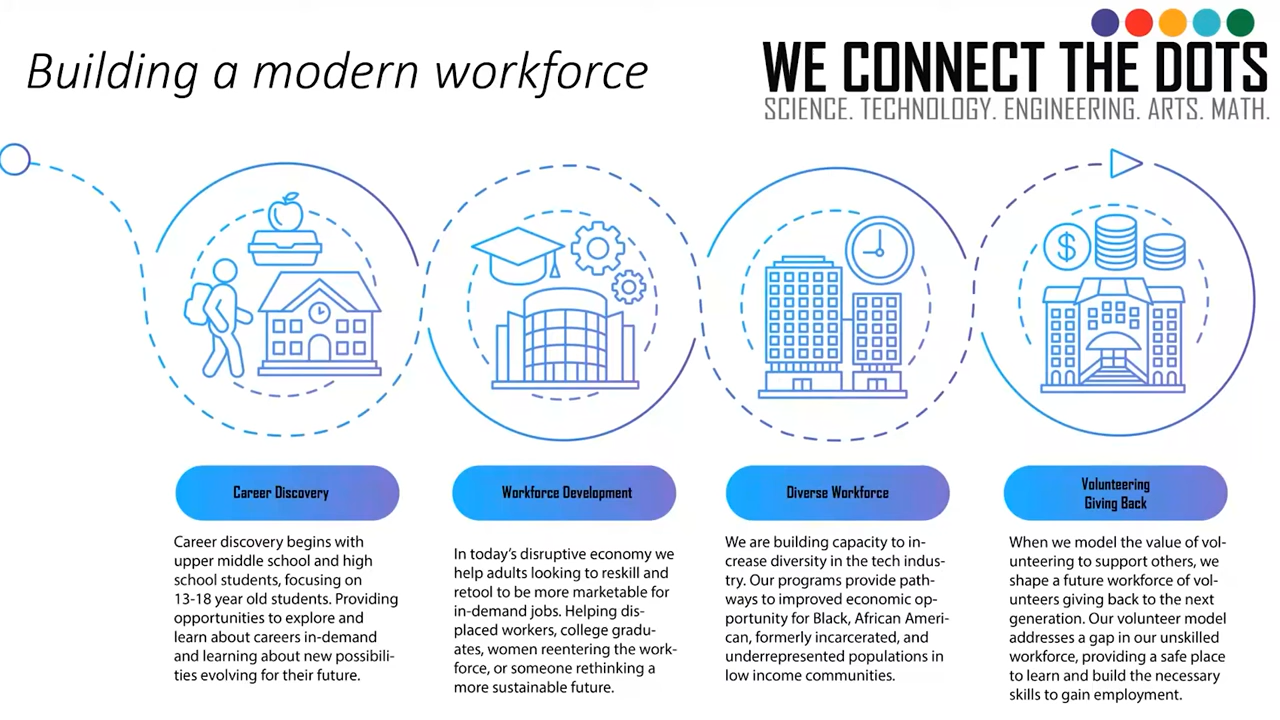 Building a modern workforce
WE CONNECT THE DOTS
SCIENCE. TECHNOLOGY. ENGINEERING. ARTS. MATH.
$
Career Discovery
Career discovery begins with
upper middle school and high
school students, focusing on
13-18 year old students. Providing
opportunities to explore and
learn about careers in-demand
and learning about new possibili-
ties evolving for their future.
Workforce Development
In today's disruptive economy we
help adults looking to reskill and
retool to be more marketable for
in-demand jobs. Helping dis-
placed workers, college gradu-
ates, women reentering the work-
force, or someone rethinking a
more sustainable future.
Diverse Workforce
We are building capacity to in-
crease diversity in the tech indus-
try. Our programs provide path-
ways to improved economic op-
portunity for Black, African Ameri-
can, formerly incarcerated, and
underrepresented populations in
low income communities.
Volunteering
Giving Back
When we model the value of vol-
unteering to support others, we
shape a future workforce of vol-
unteers giving back to the next
generation. Our volunteer model
addresses a gap in our unskilled
workforce, providing a safe place
to learn and build the necessary
skills to gain employment.